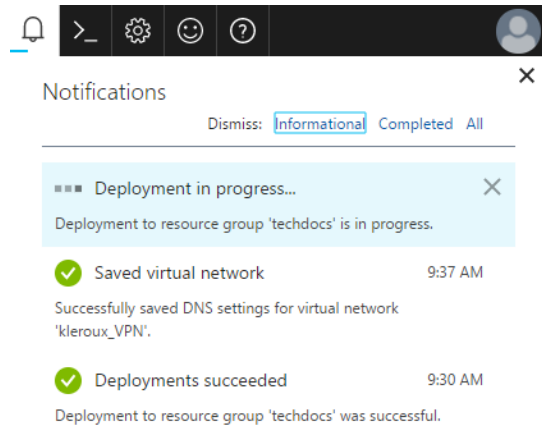 Notifications
Dismiss: Informational Completed All
Deployment in progress...
Deployment to resource group 'techdocs' is in progress.
Saved virtual network 9:37 AM
Successfully saved DNS settings for virtual network
'kleroux_VPN'.
Deployments succeeded 9:30 AM
Deployment to resource group 'techdocs' was successful.